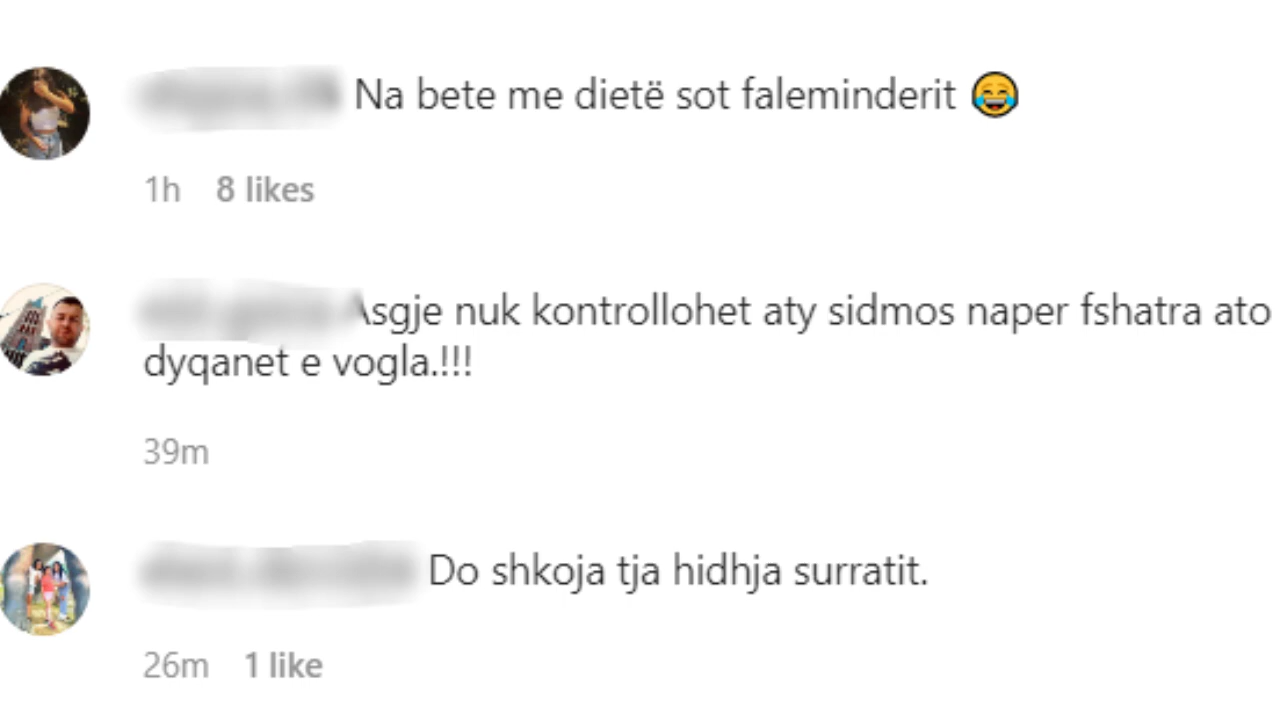 Na bete me dietë sot faleminderit 😂
1h 8 likes
Asgje nuk kontrollohet aty sidmos naper fshatra ato
dyqanet e vogla.!!!
39m
Do shkoja tja hidhja surratit.
26m 1 like